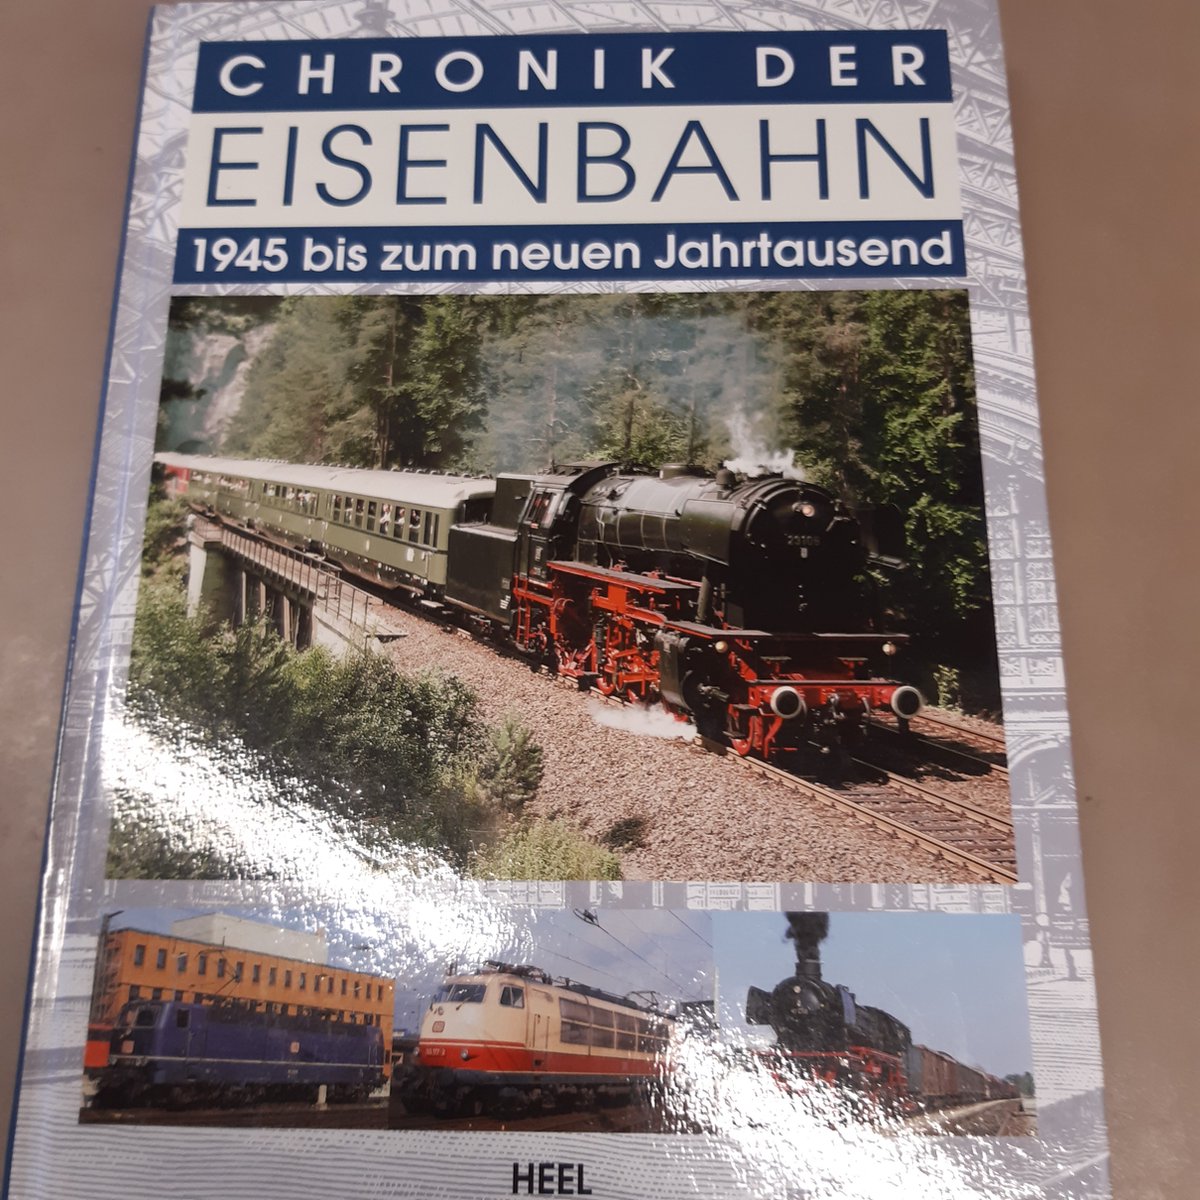 CHRONIK DER
EISENBAHN
1945 bis zum neuen Jahrtausend
HEEL